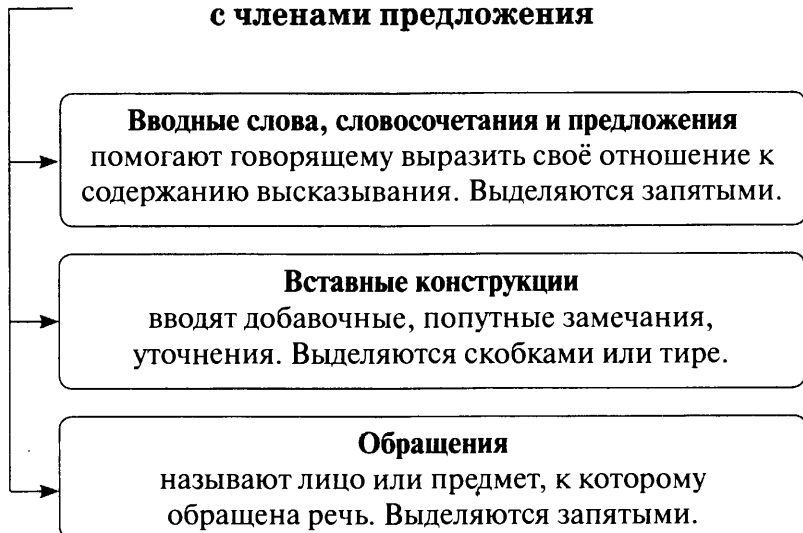 с членами предложения
Вводные слова, словосочетания и предложения
помогают говорящему выразить своё отношение к
содержанию высказывания. Выделяются запятыми.
Вставные конструкции
вводят добавочные, попутные замечания,
уточнения. Выделяются скобками или тире.
Обращения
называют лицо или предмет, к которому
обращена речь. Выделяются запятыми.